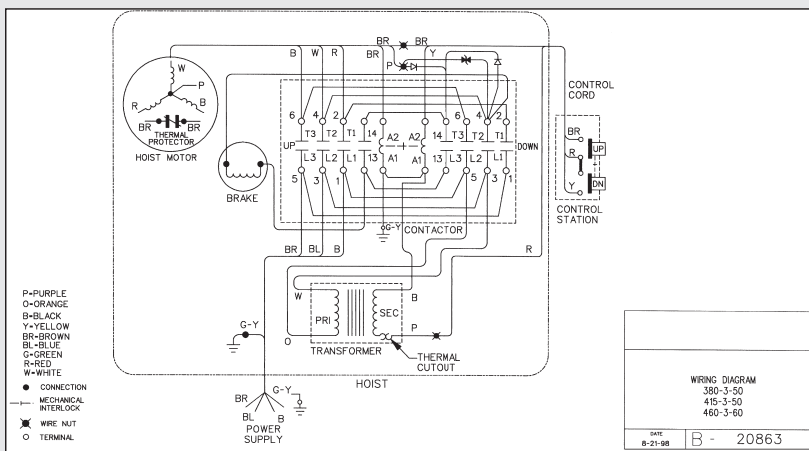 BR BR
B W R BR Y
P
W
P
R B
BR BR
THERMAL
PROTECTOR
HOIST MOTOR
6 4 2 6 4 2
T3 T2 T1 14 A2 A2 14 T3 T2 T1
UP DOWN
L3 L2 L1 13 A1 A1 13 L3 L2 L1
5 3 1 5 3 1
BRAKE
G-Y
CONTACTOR
CONTROL
CORD
BR
UP
R
Y
DN
CONTROL
STATION
BR BL B
R
W B
PRI SEC
P
O
TRANSFORMER
THERMAL
CUTOUT
HOIST
G-Y
BR G-Y
BL B
POWER
SUPPLY
P-PURPLE
O-ORANGE
B-BLACK
Y-YELLOW
BR-BROWN
BL-BLUE
G-GREEN
R-RED
W-WHITE
CONNECTION
MECHANICAL
INTERLOCK
WIRE NUT
TERMINAL
WIRING DIAGRAM
380-3-50
415-3-50
460-3-60
DATE
8-21-98
B - 20863